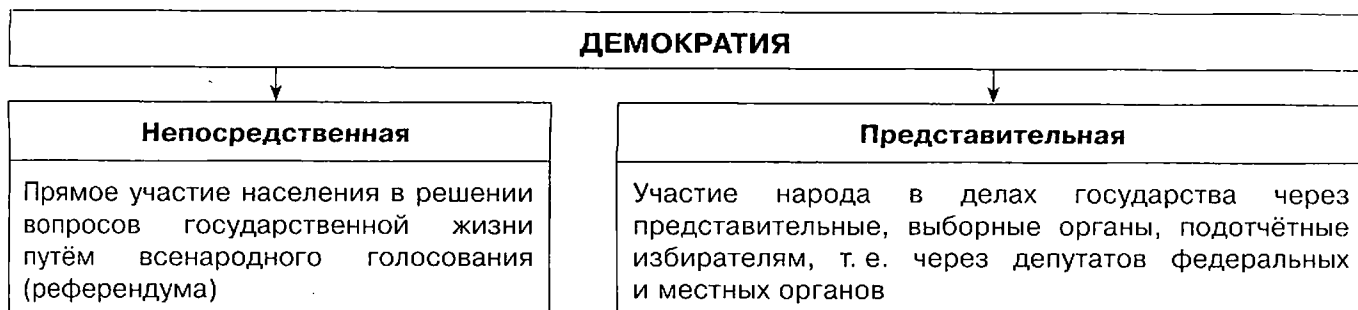 ДЕМОКРАТИЯ
Непосредственная
Прямое участие населения в решении
вопросов государственной жизни
путём всенародного голосования
(референдума)
Представительная
Участие народа в делах государства через
представительные, выборные органы, подотчётные
избирателям, т. е. через депутатов федеральных
и местных органов